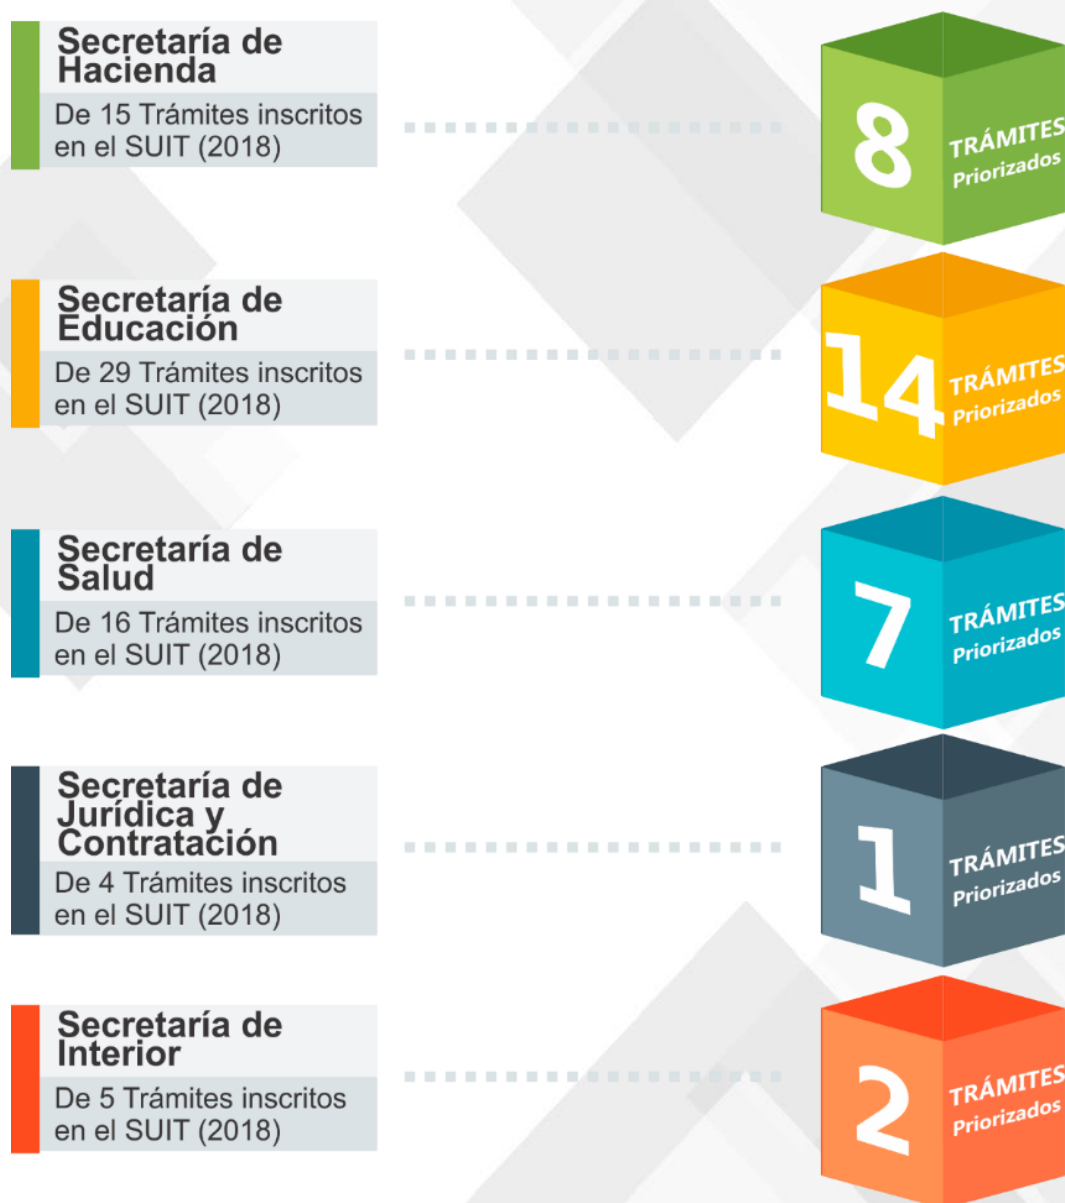 Secretaría de
Hacienda
De 15 Trámites inscritos
en el SUIT (2018)
8
TRÁMITES
Priorizados
Secretaría de
Educación
De 29 Trámites inscritos
en el SUIT (2018)
14
TRÁMITES
Priorizados
Secretaría de
Salud
De 16 Trámites inscritos
en el SUIT (2018)
7
TRÁMITES
Priorizados
Secretaría de
Jurídica y
Contratación
De 4 Trámites inscritos
en el SUIT (2018)
1
TRÁMITES
Priorizados
Secretaría de
Interior
De 5 Trámites inscritos
en el SUIT (2018)
2
TRÁMITES
Priorizados